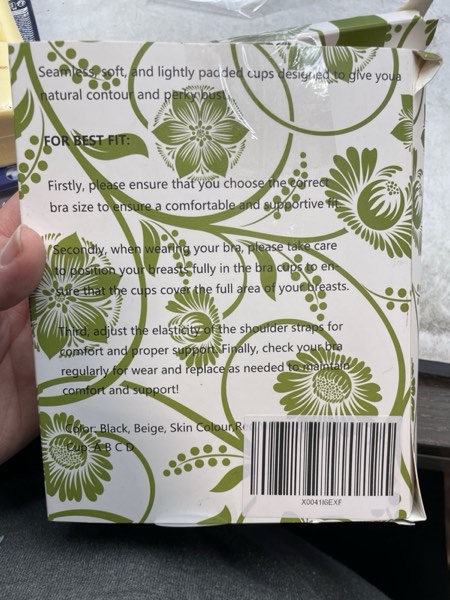 Seamless, soft, and lightly padded cups designed to give you a
natural contour and perky bust.
FOR BEST FIT:
Firstly, please ensure that you choose the correct
bra size to ensure a comfortable and supportive fit.
Secondly, when wearing your bra, please take care
to position your breasts fully in the bra cups to en-
sure that the cups cover the full area of your breasts.
Third, adjust the elasticity of the shoulder straps for
comfort and proper support. Finally, check your bra
regularly for wear and replace as needed to maintain
comfort and support!
Color: Black, Beige, Skin Colour, Re
Cup: A B C D
X0041I6EXF